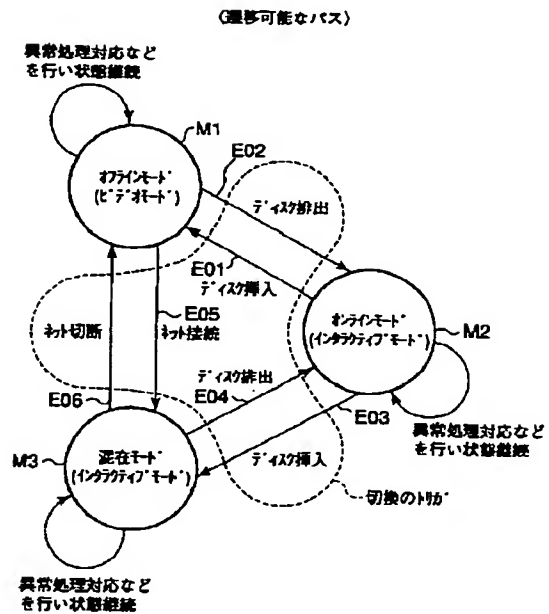 〈遷移可能なパス〉
異常処理対応など
を行い状態継続
M1
オフラインモード
(ビデオモード)
E02
ディスク排出
E01
ディスク挿入
オンラインモード
(インタラクティブモード)
M2
ネット切断
E05
ネット接続
ディスク排出
E04
E06
E03
異常処理対応など
を行い状態継続
M3
混在モード
(インタラクティブモード)
ディスク挿入
切換のトリガ
異常処理対応など
を行い状態継続